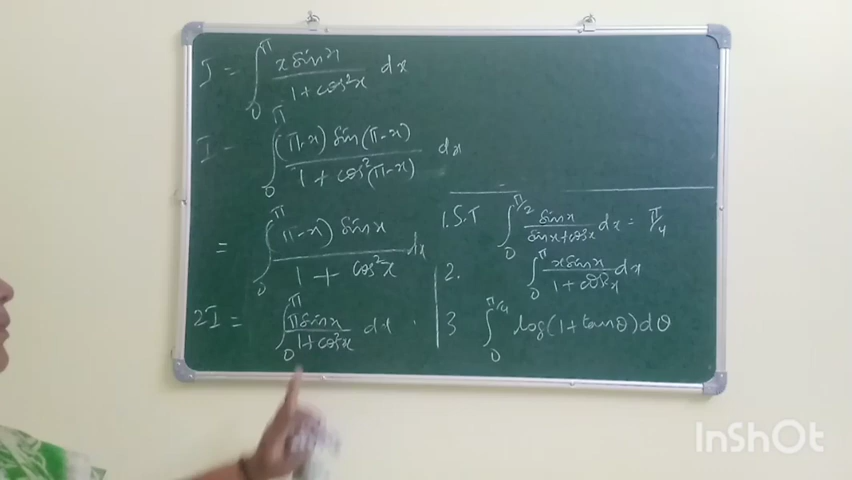 I = ∫₀^π x sin x / 1 + cos²x dx
I = ∫₀^π (π-x) sin(π-x) / 1 + cos²(π-x) dx
= ∫₀^π (π-x) sin x / 1 + cos²x dx
2I = ∫₀^π π sin x / 1 + cos²x dx
1. S.T ∫₀^π/2 sin x / sin x + cos x dx = π/4
2. ∫₀^π x sin x / 1 + cos²x dx
3 ∫₀^π/4 log(1 + tan θ) dθ
InShOt